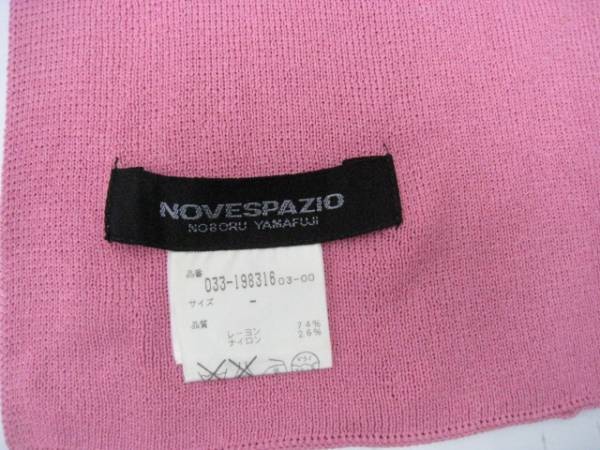 NOVESPAZIO
NOBORU YAMAFUJI
品番
033-198316 03-00
サイズ -
品質
レーヨン 74%
ナイロン 26%